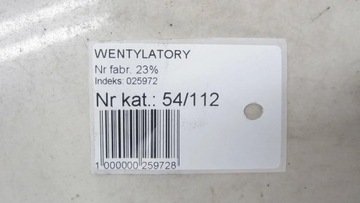 WENTYLATORY
Nr fabr. 23%
Indeks: 025972
Nr kat.: 54/112
1 000000 259728